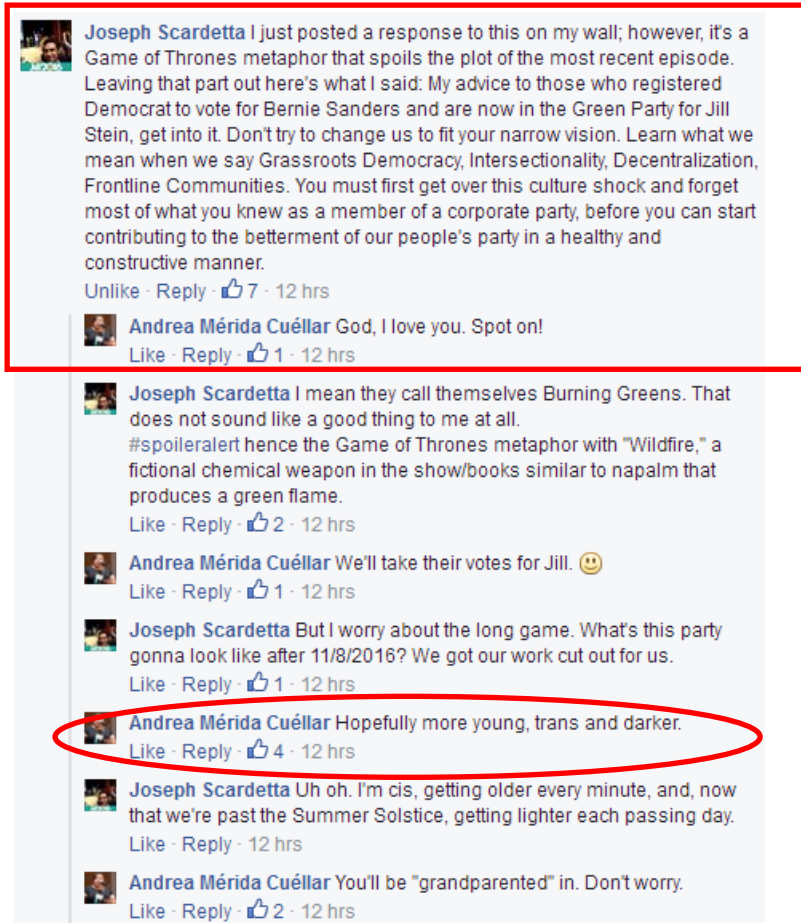 Joseph Scardetta I just posted a response to this on my wall; however, it's a
Game of Thrones metaphor that spoils the plot of the most recent episode.
Leaving that part out here's what I said: My advice to those who registered
Democrat to vote for Bernie Sanders and are now in the Green Party for Jill
Stein, get into it. Don't try to change us to fit your narrow vision. Learn what we
mean when we say Grassroots Democracy, Intersectionality, Decentralization,
Frontline Communities. You must first get over this culture shock and forget
most of what you knew as a member of a corporate party, before you can start
contributing to the betterment of our people's party in a healthy and
constructive manner.
Unlike · Reply · 7 · 12 hrs
Andrea Mérida Cuéllar God, I love you. Spot on!
Like · Reply · 1 · 12 hrs
Joseph Scardetta I mean they call themselves Burning Greens. That
does not sound like a good thing to me at all.
#spoileralert hence the Game of Thrones metaphor with "Wildfire," a
fictional chemical weapon in the show/books similar to napalm that
produces a green flame.
Like · Reply · 2 · 12 hrs
Andrea Mérida Cuéllar We'll take their votes for Jill.
Like · Reply · 1 · 12 hrs
Joseph Scardetta But I worry about the long game. What's this party
gonna look like after 11/8/2016? We got our work cut out for us.
Like · Reply · 1 · 12 hrs
Andrea Mérida Cuéllar Hopefully more young, trans and darker.
Like · Reply · 4 · 12 hrs
Joseph Scardetta Uh oh. I'm cis, getting older every minute, and, now
that we're past the Summer Solstice, getting lighter each passing day.
Like · Reply · 12 hrs
Andrea Mérida Cuéllar You'll be "grandparented" in. Don't worry.
Like · Reply · 2 · 12 hrs